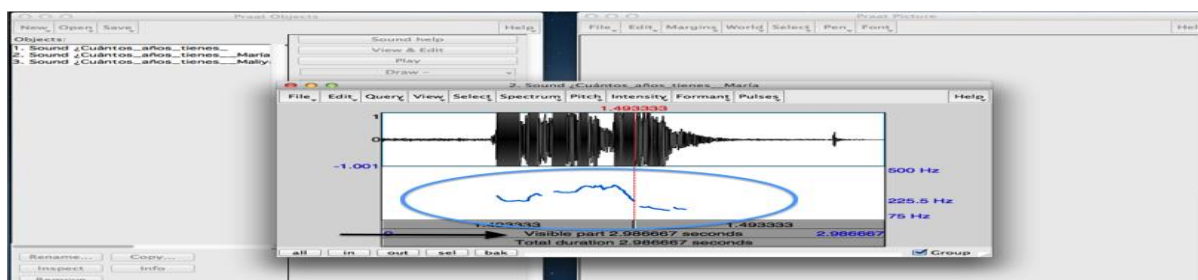 Praat Objects
New Open Save Help
Objects:
1. Sound ¿Cuántos_años_tienes_
2. Sound ¿Cuántos_años_tienes__María
3. Sound ¿Cuántos_años_tienes__Maliy
Sound help
View & Edit
Play
Draw -
Rename... Copy...
Inspect Info
Remove
Praat Picture
File Edit Margins World Select Pen Font Hel
2. Sound ¿Cuántos_años_tienes__María
File Edit Query View Select Spectrum Pitch Intensity Formant Pulses Help
1.493333
1
0
-1.001
500 Hz
225.5 Hz
75 Hz
1.493333 1.493333
0 Visible part 2.986667 seconds 2.986667
Total duration 2.986667 seconds
all in out sel bak Group